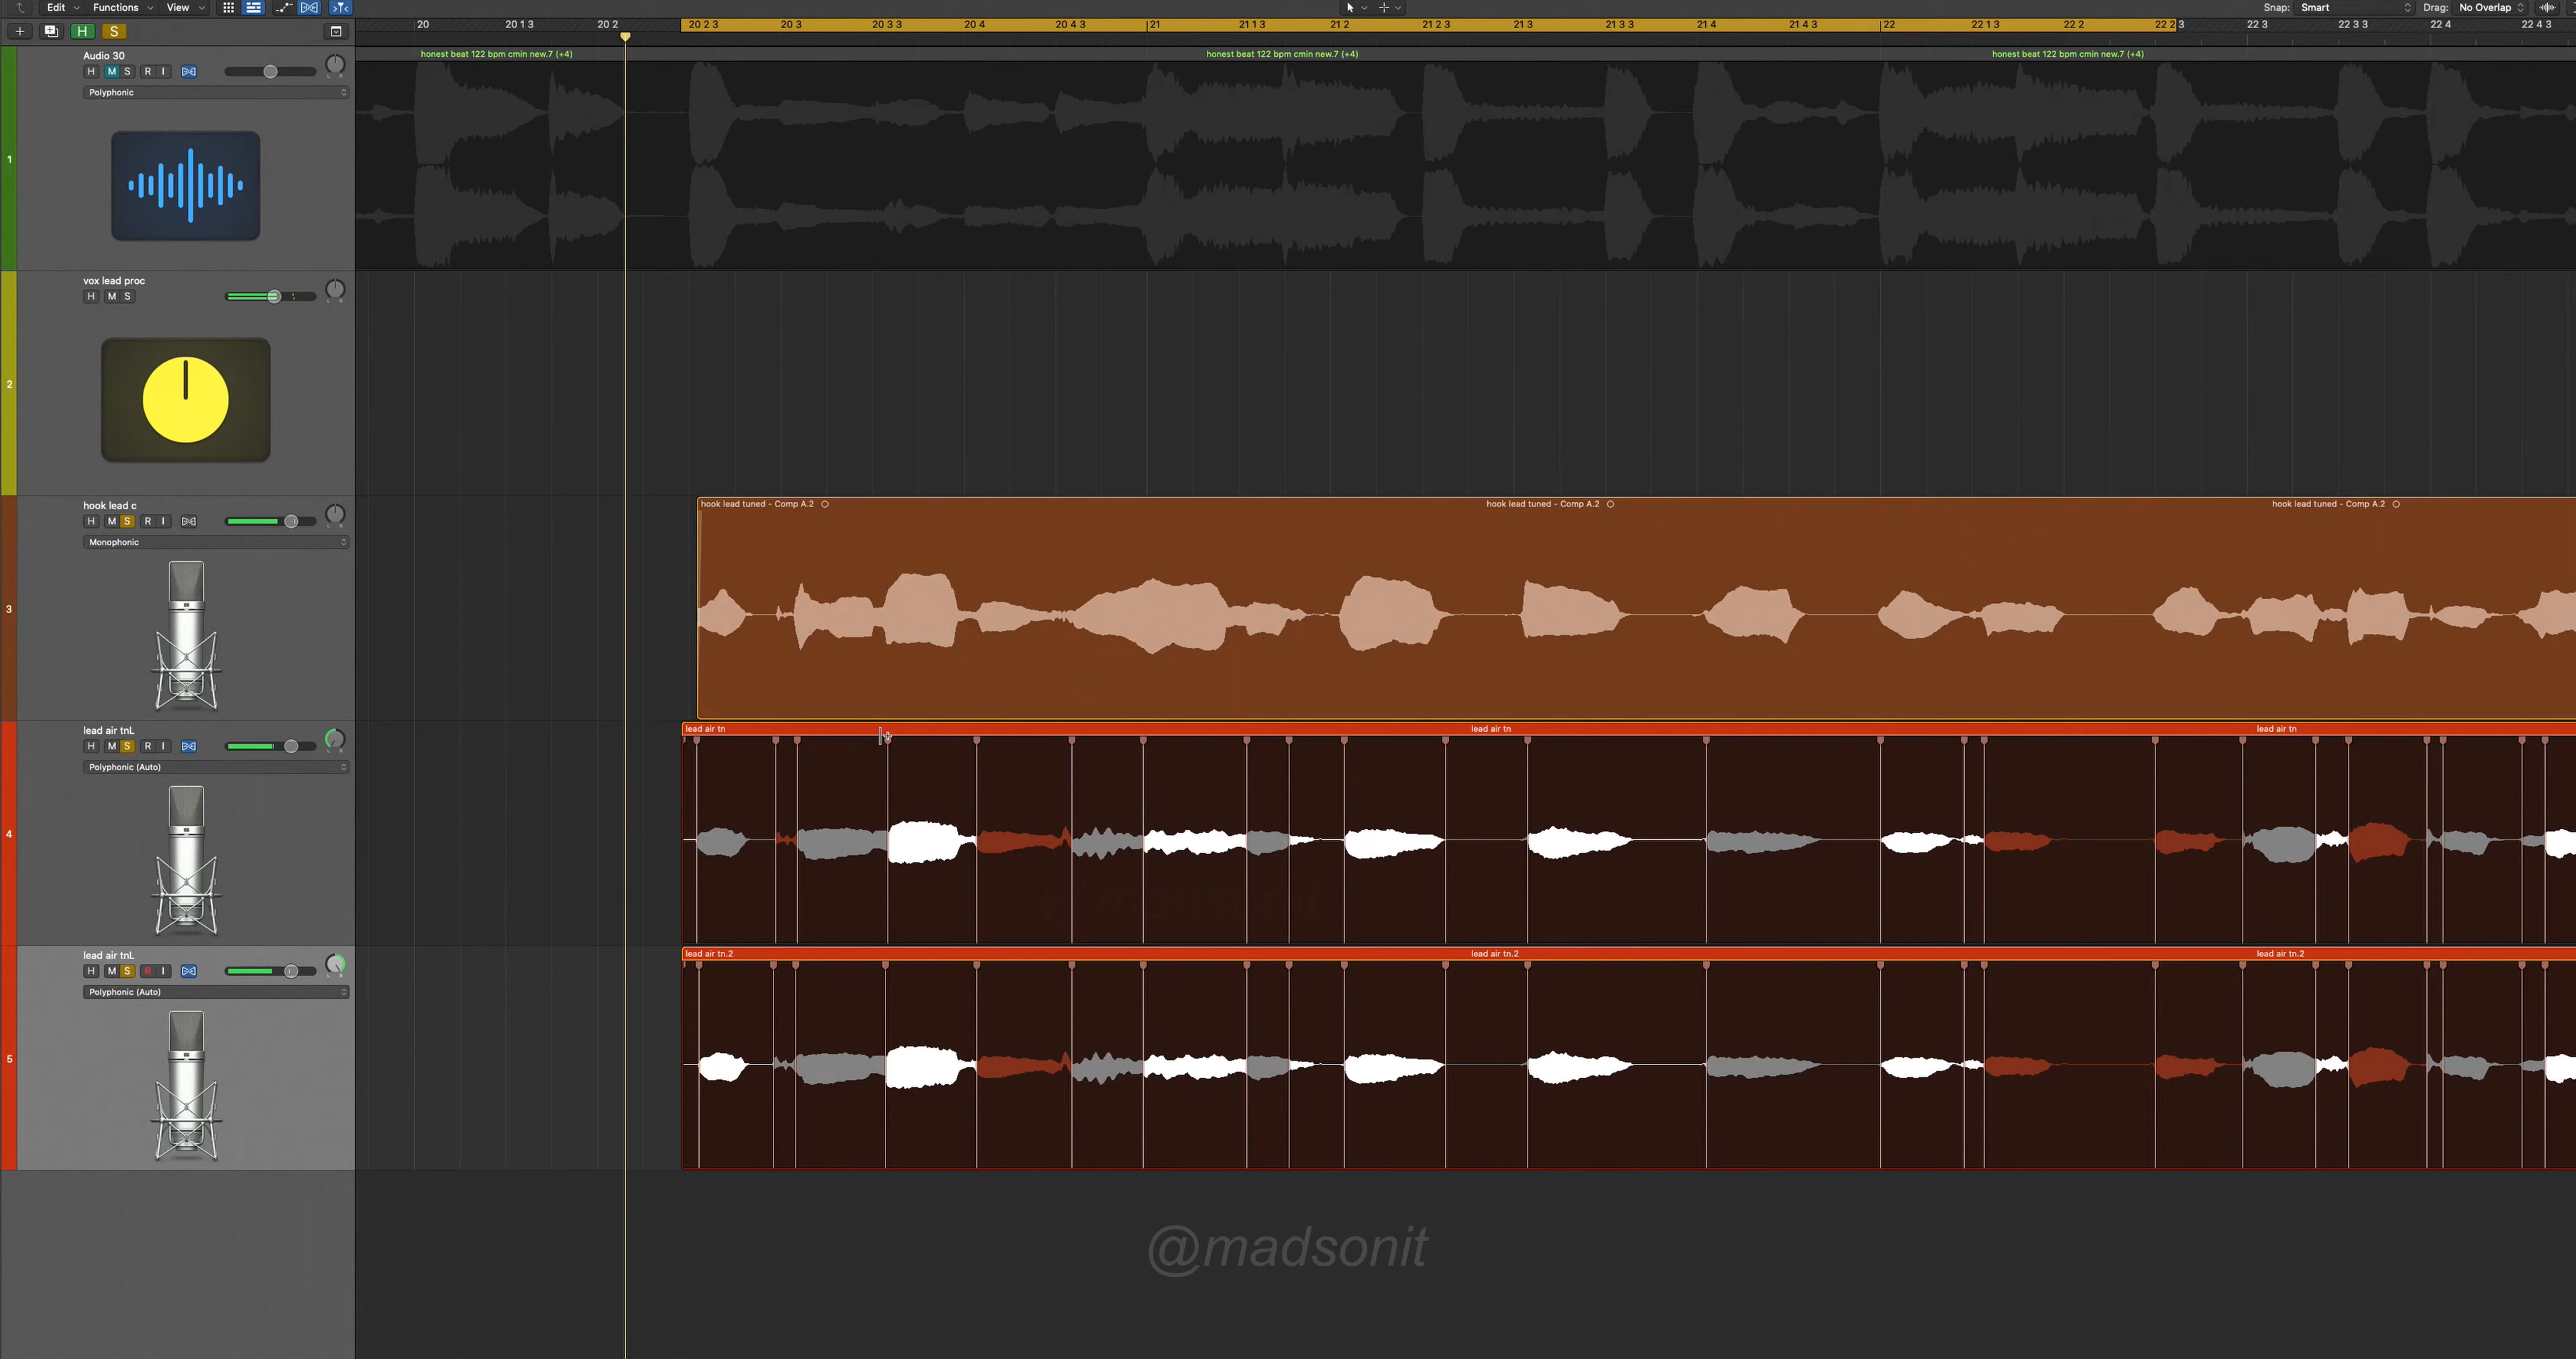 Edit Functions View Snap: Smart Drag: No Overlap
20 20 1 3 20 2 20 2 3 20 3 20 3 3 20 4 20 4 3 21 21 1 3 21 2 21 2 3 21 3 21 3 3 21 4 21 4 3 22 22 1 3 22 2 22 2 3 22 3 22 3 3 22 4 22 4 3
H S
honest beat 122 bpm cmin new.7 (+4) honest beat 122 bpm cmin new.7 (+4) honest beat 122 bpm cmin new.7 (+4)
Audio 30
H M S R I
Polyphonic
1
vox lead proc
H M S
2
hook lead tuned - Comp A.2 hook lead tuned - Comp A.2 hook lead tuned - Comp A.2
hook lead c
H M S R I
Monophonic
3
lead air tn lead air tn lead air tn
lead air tnL
H M S R I
Polyphonic (Auto)
4
lead air tn.2 lead air tn.2 lead air tn.2
lead air tnL
H M S R I
Polyphonic (Auto)
5
@madsonit